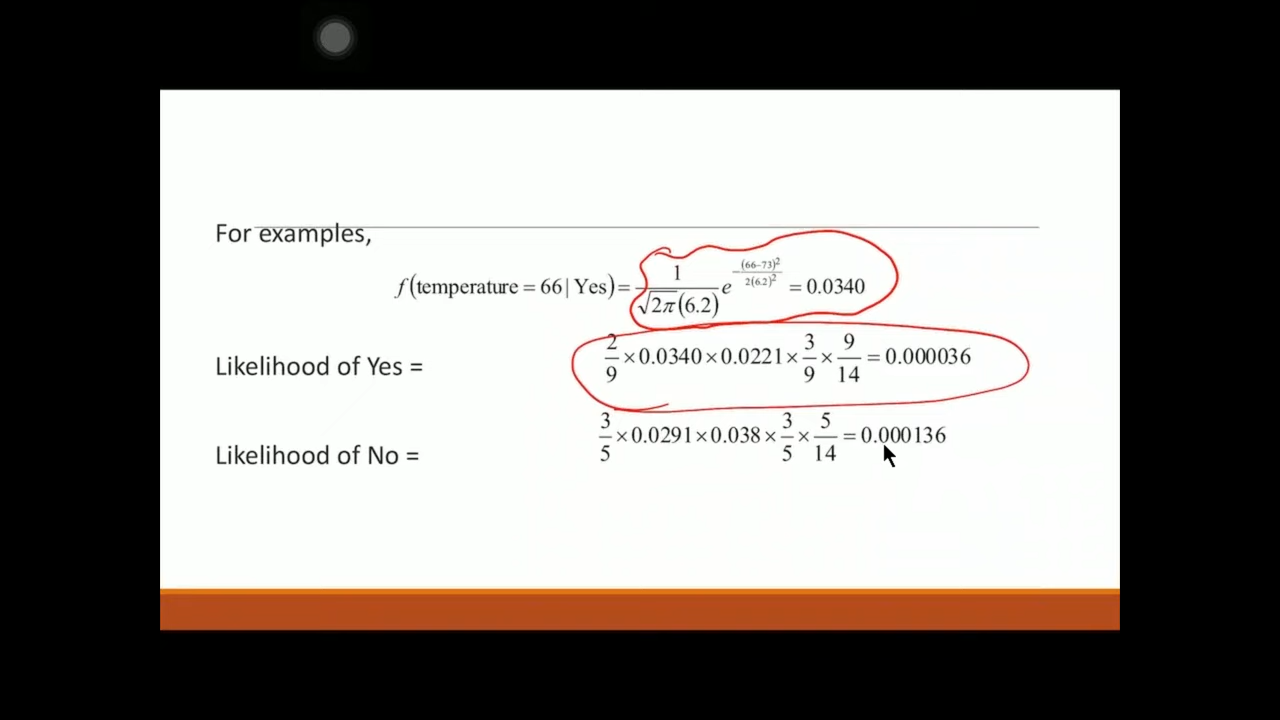 For examples,
f(temperature = 66 | Yes) = 1/(√2π(6.2)) e^(-(66-73)²/(2(6.2)²)) = 0.0340
Likelihood of Yes = 2/9 × 0.0340 × 0.0221 × 3/9 × 9/14 = 0.000036
Likelihood of No = 3/5 × 0.0291 × 0.038 × 3/5 × 5/14 = 0.000136